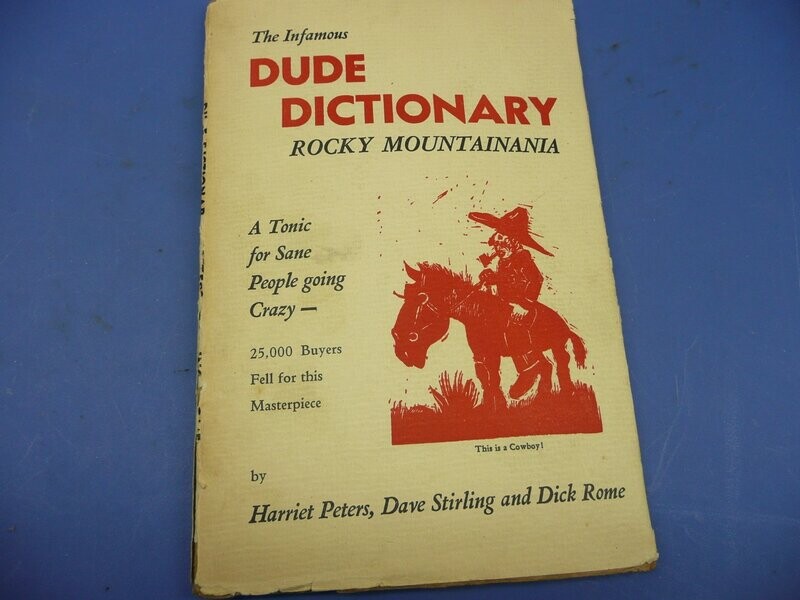 The Infamous
DUDE
DICTIONARY
ROCKY MOUNTAINANIA
A Tonic
for Sane
People going
Crazy —
25,000 Buyers
Fell for this
Masterpiece
This is a Cowboy!
by
Harriet Peters, Dave Stirling and Dick Rome